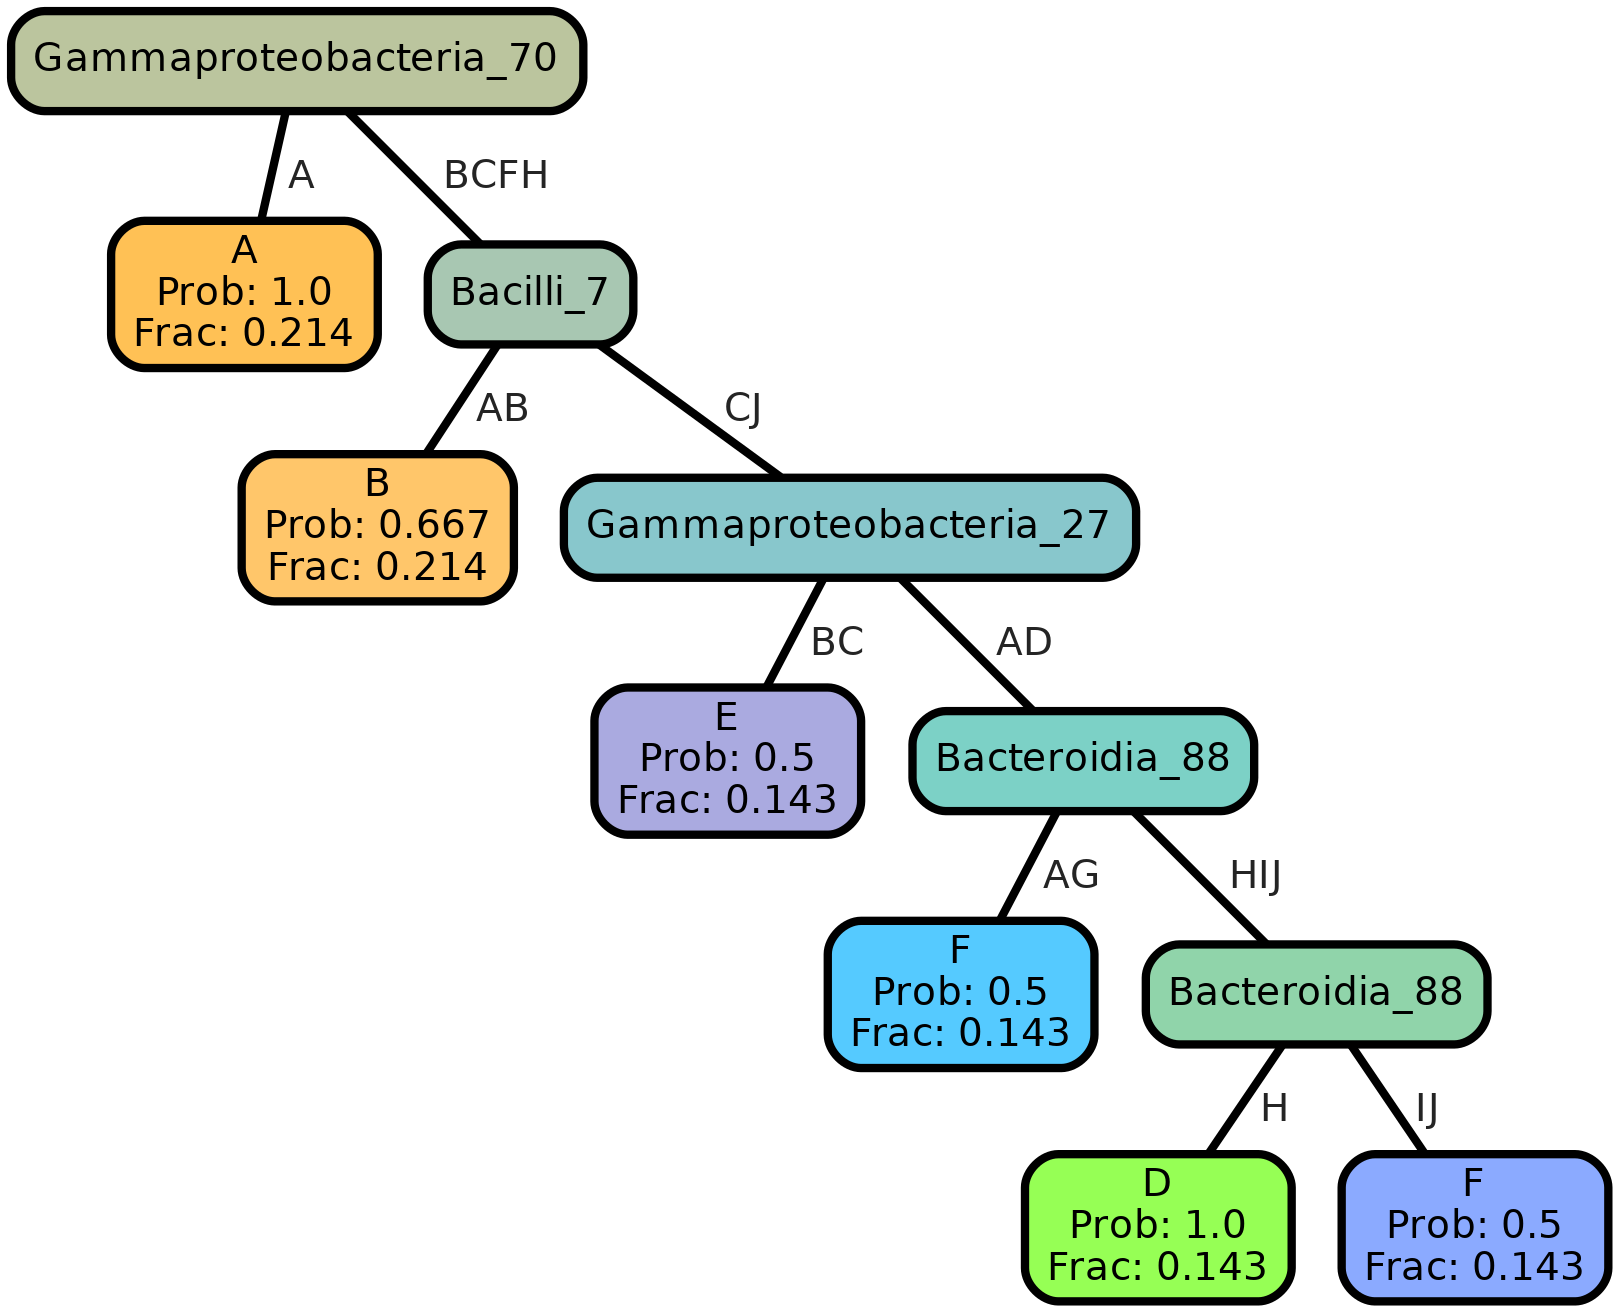 Gammaproteobacteria_70
A
BCFH
A
Prob: 1.0
Frac: 0.214
Bacilli_7
AB
CJ
B
Prob: 0.667
Frac: 0.214
Gammaproteobacteria_27
BC
AD
E
Prob: 0.5
Frac: 0.143
Bacteroidia_88
AG
HIJ
F
Prob: 0.5
Frac: 0.143
Bacteroidia_88
H
IJ
D
Prob: 1.0
Frac: 0.143
F
Prob: 0.5
Frac: 0.143